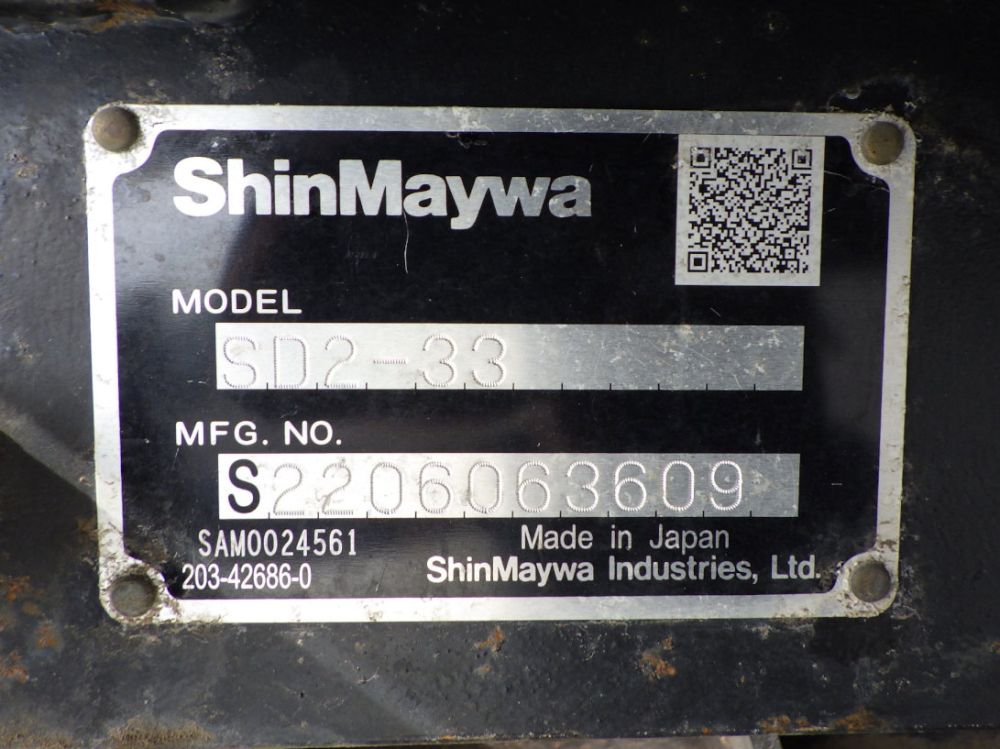 ShinMaywa
MODEL
SD2-33
MFG. NO.
S2206063609
SAM0024561
203-42686-0
Made in Japan
ShinMaywa Industries, Ltd.